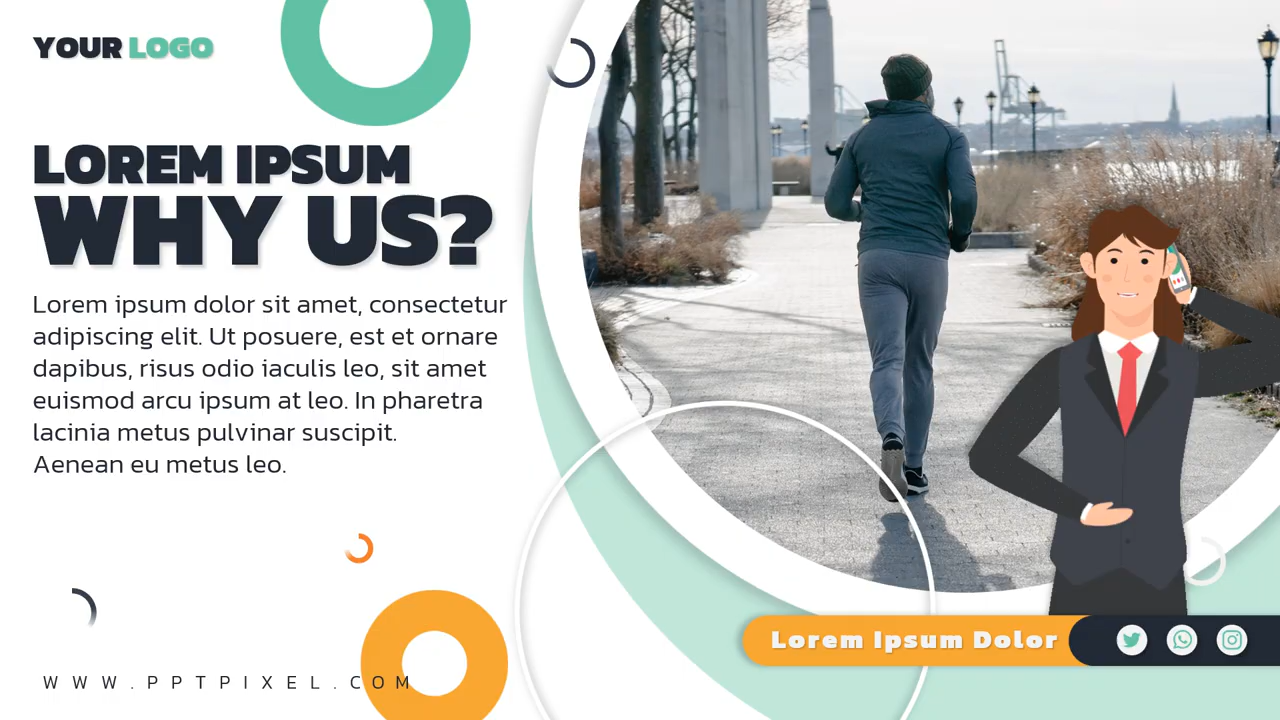 YOUR LOGO
LOREM IPSUM
WHY US?
Lorem ipsum dolor sit amet, consectetur
adipiscing elit. Ut posuere, est et ornare
dapibus, risus odio iaculis leo, sit amet
euismod arcu ipsum at leo. In pharetra
lacinia metus pulvinar suscipit.
Aenean eu metus leo.
Lorem Ipsum Dolor
WWW.PPTPIXEL.COM